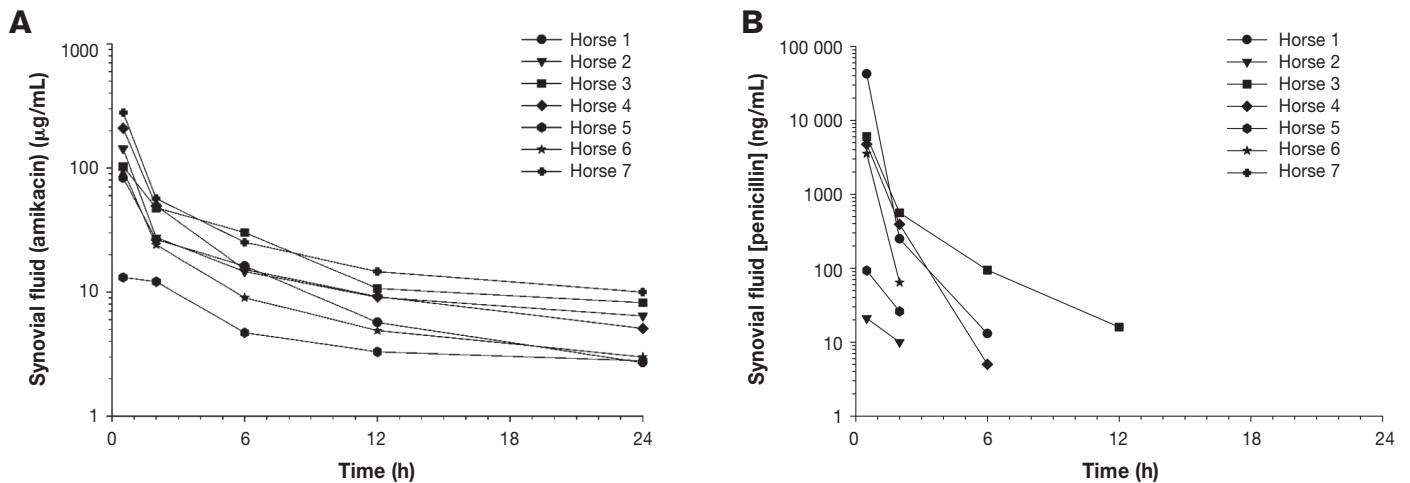 A
Synovial fluid (amikacin) (µg/mL)
1000
100
10
1
0
6
12
18
24
Time (h)
Horse 1
Horse 2
Horse 3
Horse 4
Horse 5
Horse 6
Horse 7
B
Synovial fluid [penicillin] (ng/mL)
100 000
10 000
1000
100
10
1
0
6
12
18
24
Time (h)
Horse 1
Horse 2
Horse 3
Horse 4
Horse 5
Horse 6
Horse 7